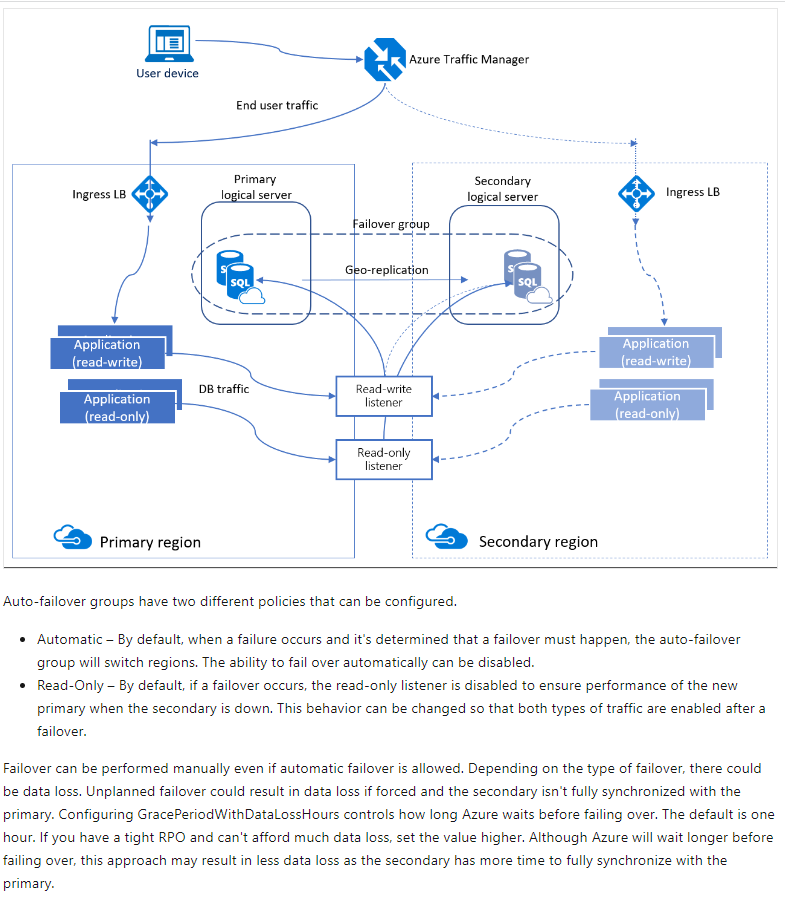 User device
Azure Traffic Manager
End user traffic
Ingress LB
Primary
logical server
Secondary
logical server
Ingress LB
Failover group
SQL
Geo-replication
SQL
Application
(read-write)
Application
(read-only)
DB traffic
Read-write
listener
Read-only
listener
Application
(read-write)
Application
(read-only)
Primary region
Secondary region
Auto-failover groups have two different policies that can be configured.
• Automatic – By default, when a failure occurs and it's determined that a failover must happen, the auto-failover
group will switch regions. The ability to fail over automatically can be disabled.
• Read-Only – By default, if a failover occurs, the read-only listener is disabled to ensure performance of the new
primary when the secondary is down. This behavior can be changed so that both types of traffic are enabled after a
failover.
Failover can be performed manually even if automatic failover is allowed. Depending on the type of failover, there could
be data loss. Unplanned failover could result in data loss if forced and the secondary isn't fully synchronized with the
primary. Configuring GracePeriodWithDataLossHours controls how long Azure waits before failing over. The default is one
hour. If you have a tight RPO and can't afford much data loss, set the value higher. Although Azure will wait longer before
failing over, this approach may result in less data loss as the secondary has more time to fully synchronize with the
primary.